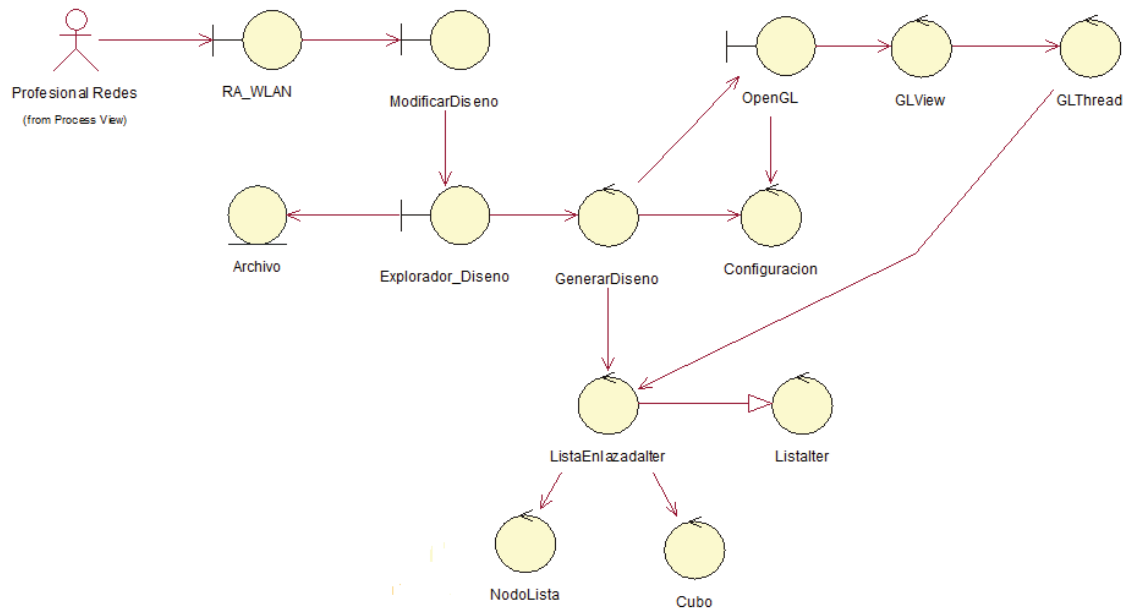 Profesional Redes
(from Process View)
RA_WLAN
ModificarDiseno
OpenGL
GLView
GLThread
Archivo
Explorador_Diseno
GenerarDiseno
Configuracion
ListaEnlazadaIter
ListaIter
NodoLista
Cubo